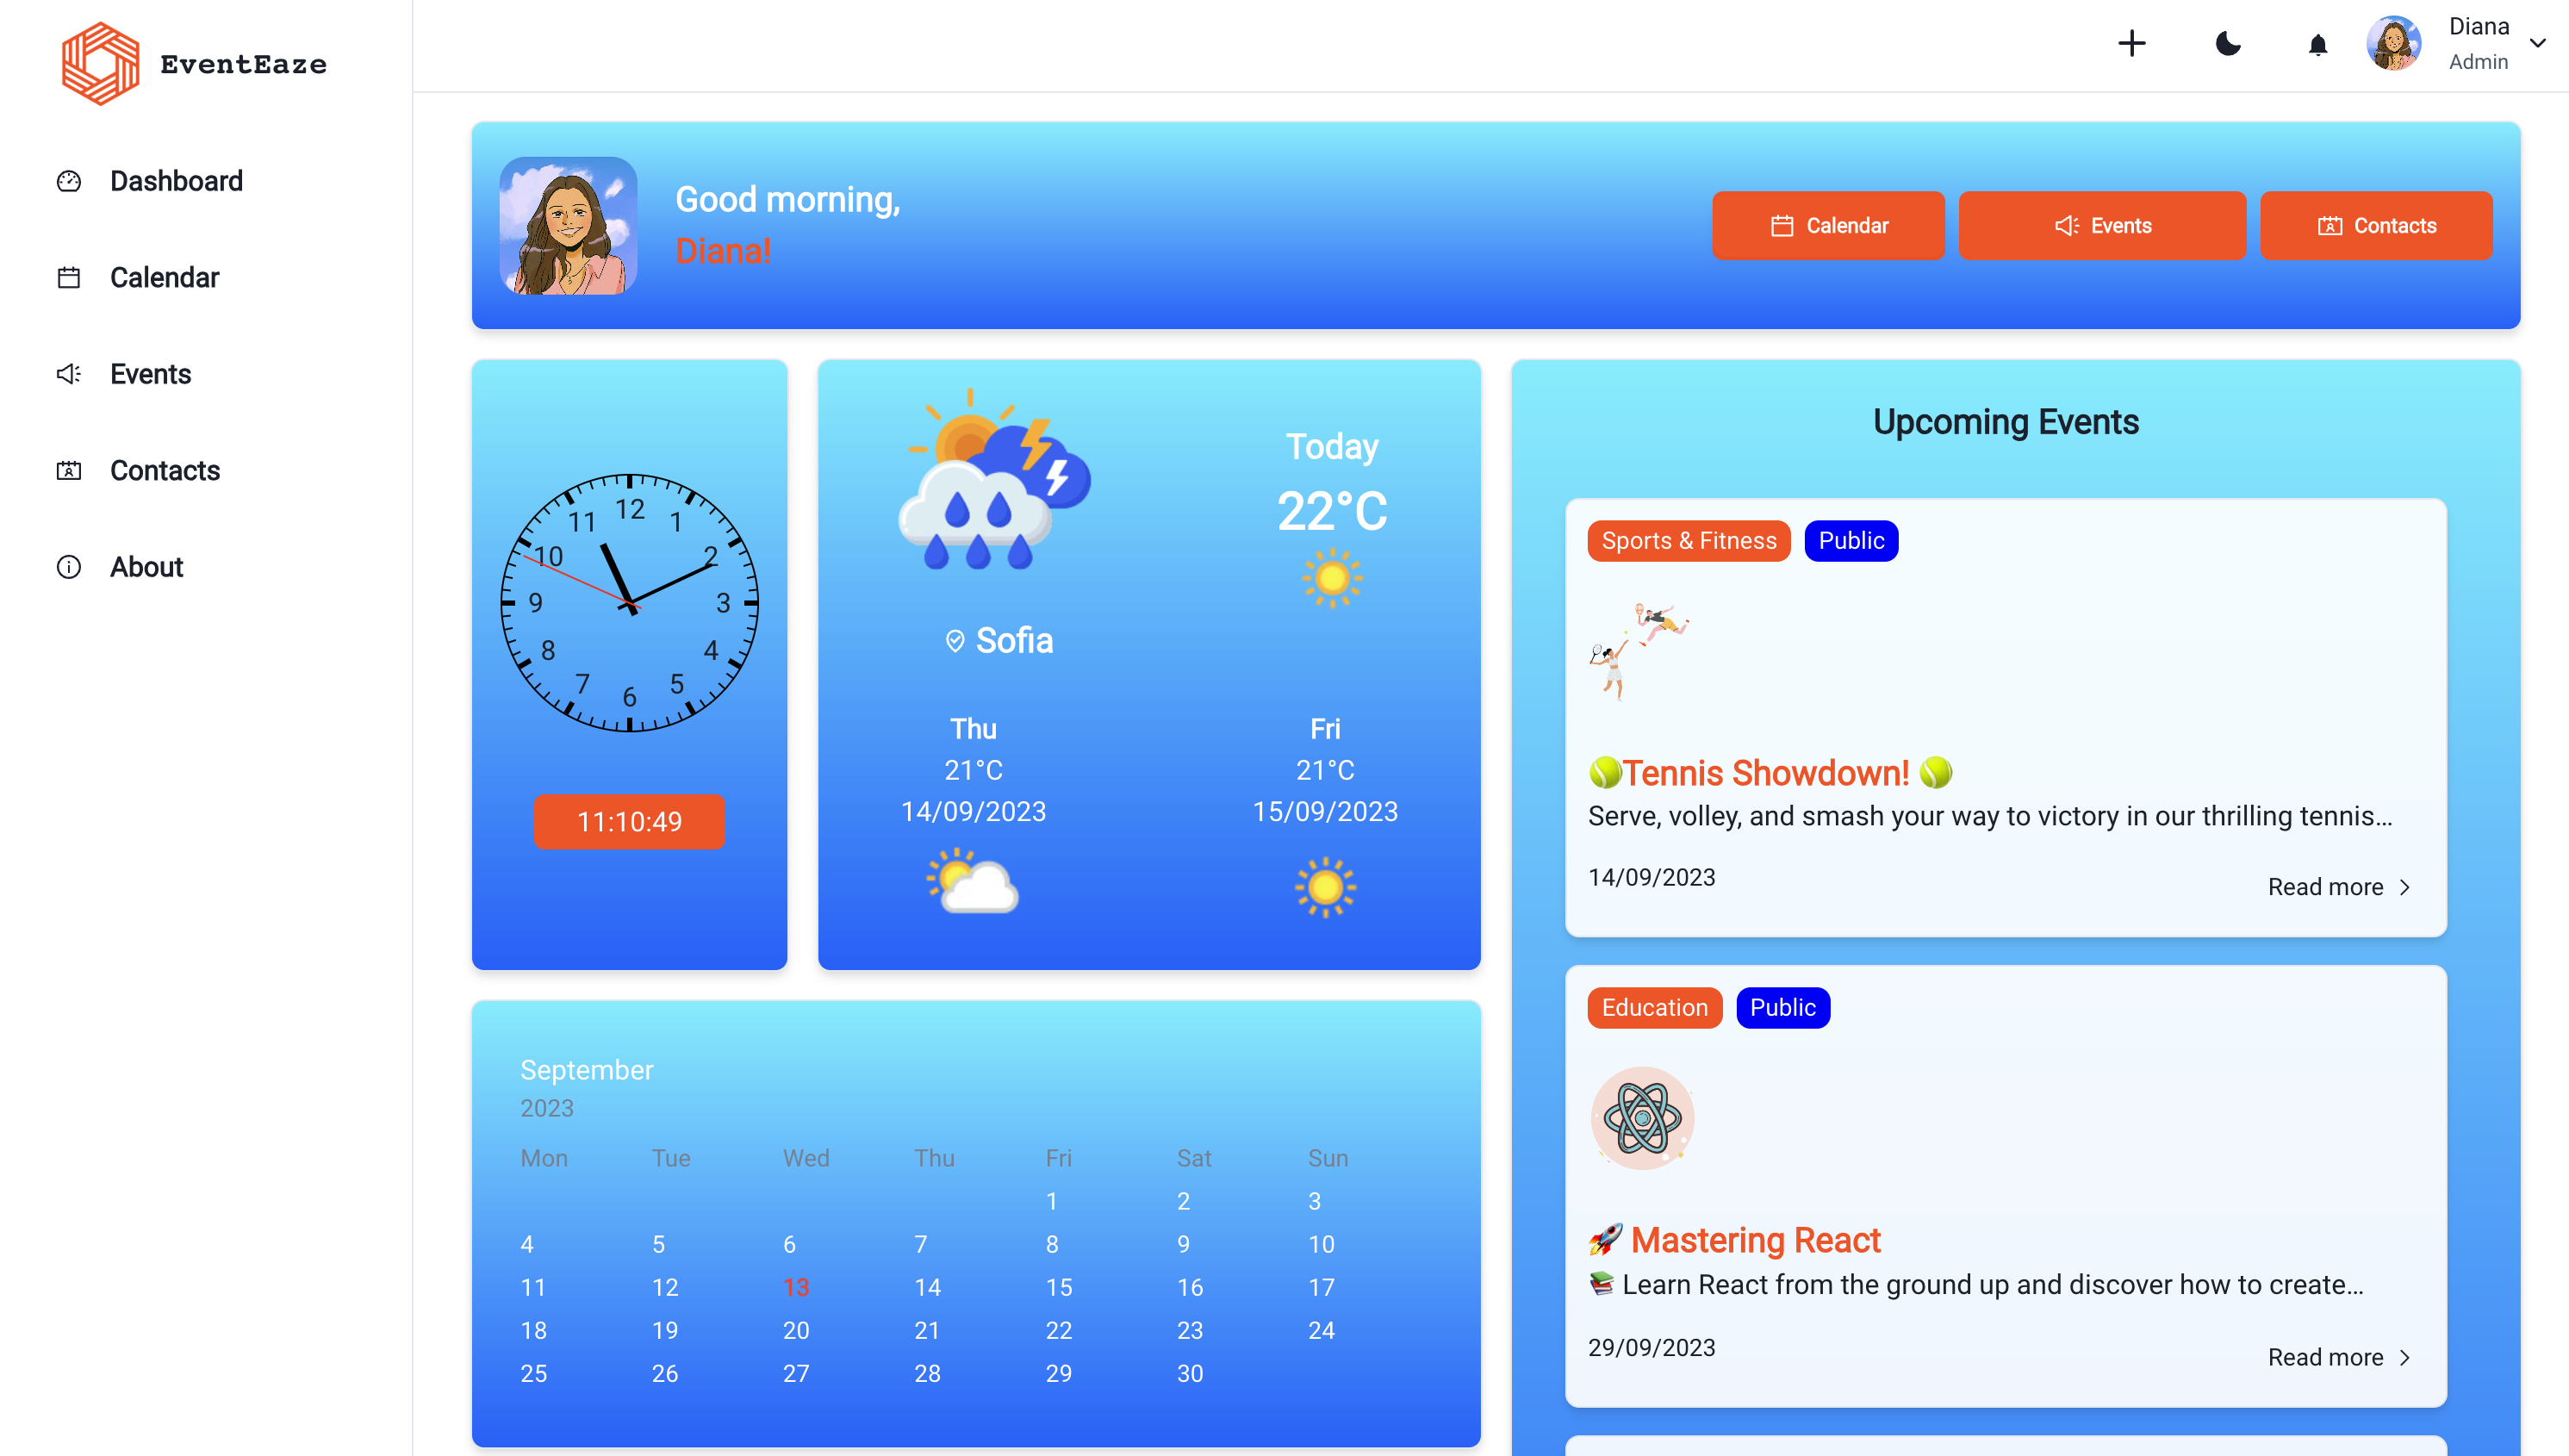 EventEaze
Dashboard
Calendar
Events
Contacts
About
Diana
Admin
Good morning,
Diana!
Calendar
Events
Contacts
12
1
2
3
4
5
6
7
8
9
10
11
11:10:49
Today
22°C
Sofia
Thu
21°C
14/09/2023
Fri
21°C
15/09/2023
September
2023
Mon Tue Wed Thu Fri Sat Sun
1 2 3
4 5 6 7 8 9 10
11 12 13 14 15 16 17
18 19 20 21 22 23 24
25 26 27 28 29 30
Upcoming Events
Sports & Fitness Public
🎾Tennis Showdown! 🎾
Serve, volley, and smash your way to victory in our thrilling tennis...
14/09/2023
Read more
Education Public
🚀 Mastering React
📚 Learn React from the ground up and discover how to create...
29/09/2023
Read more